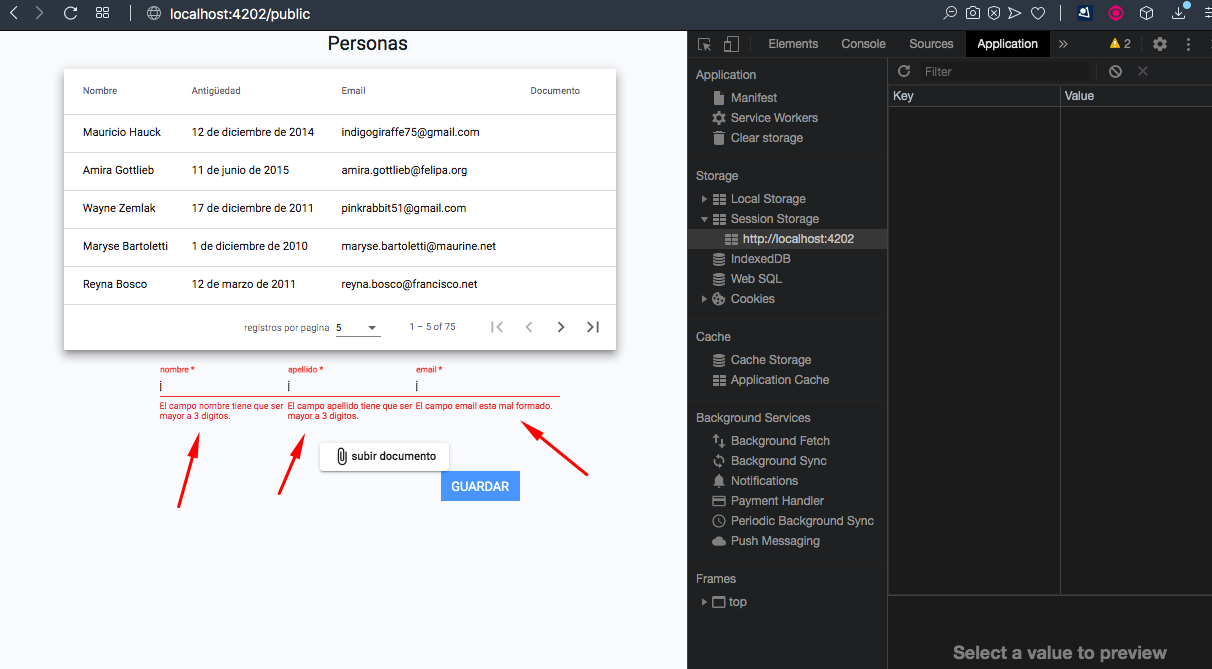 localhost:4202/public
Personas
Nombre Antigüedad Email Documento
Mauricio Hauck 12 de diciembre de 2014 indigogiraffe75@gmail.com
Amira Gottlieb 11 de junio de 2015 amira.gottlieb@felipa.org
Wayne Zemlak 17 de diciembre de 2011 pinkrabbit51@gmail.com
Maryse Bartoletti 1 de diciembre de 2010 maryse.bartoletti@maurine.net
Reyna Bosco 12 de marzo de 2011 reyna.bosco@francisco.net
registros por pagina 5 1 – 5 of 75
nombre * apellido * email *
i i i
El campo nombre tiene que ser El campo apellido tiene que ser El campo email esta mal formado.
mayor a 3 digitos. mayor a 3 digitos.
subir documento
GUARDAR
Elements Console Sources Application » 2
Application
Manifest
Service Workers
Clear storage
Storage
Local Storage
Session Storage
http://localhost:4202
IndexedDB
Web SQL
Cookies
Cache
Cache Storage
Application Cache
Background Services
Background Fetch
Background Sync
Notifications
Payment Handler
Periodic Background Sync
Push Messaging
Frames
top
Filter
Key Value
Select a value to preview